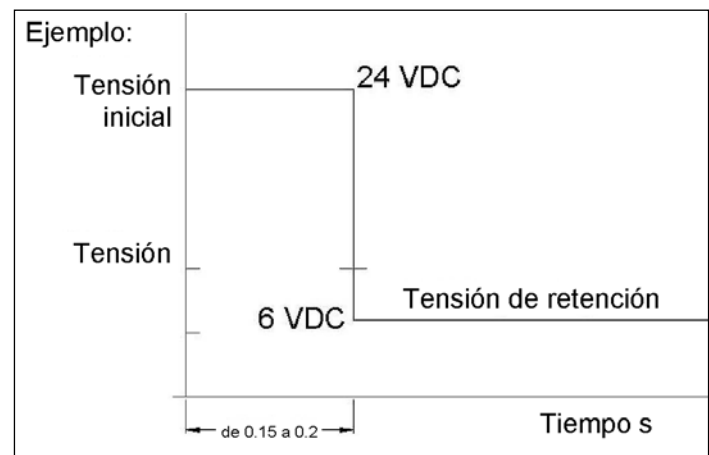 Ejemplo:
Tensión
inicial
24 VDC
Tensión
6 VDC
Tensión de retención
de 0.15 a 0.2
Tiempo s